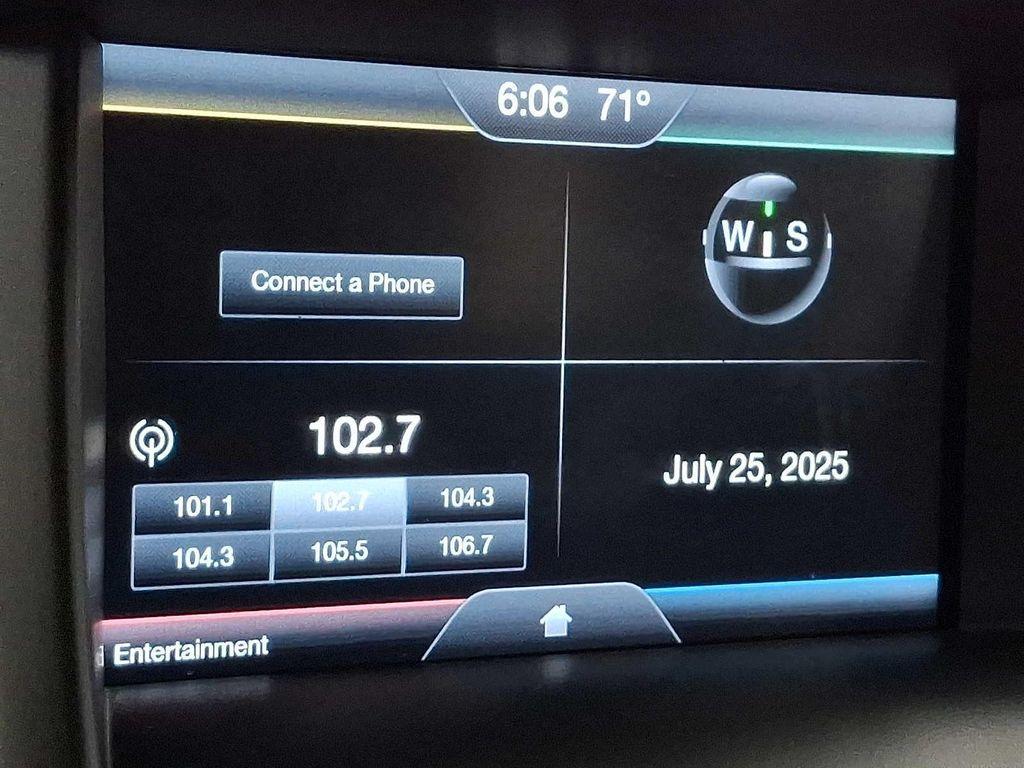 6:06 71º
W S
Connect a Phone
102.7
101.1 102.7 104.3
104.3 105.5 106.7
July 25, 2025
Entertainment